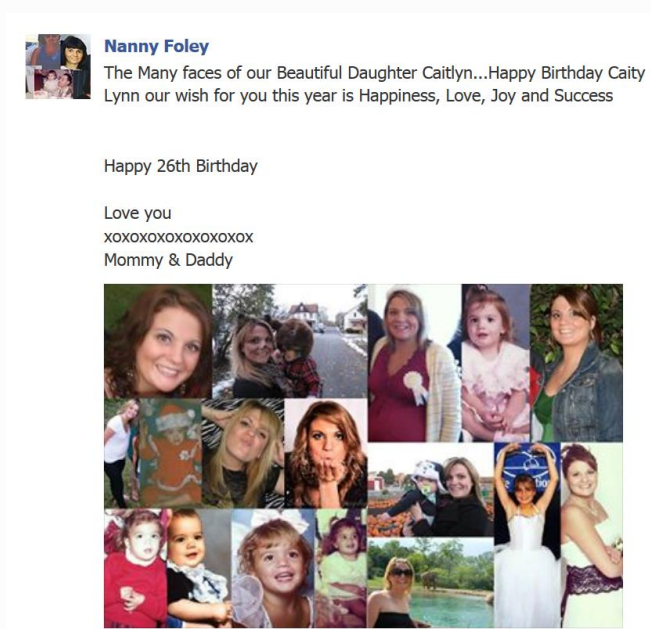 Nanny Foley
The Many faces of our Beautiful Daughter Caitlyn...Happy Birthday Caity
Lynn our wish for you this year is Happiness, Love, Joy and Success
Happy 26th Birthday
Love you
xoxoxoxoxoxoxoxox
Mommy & Daddy